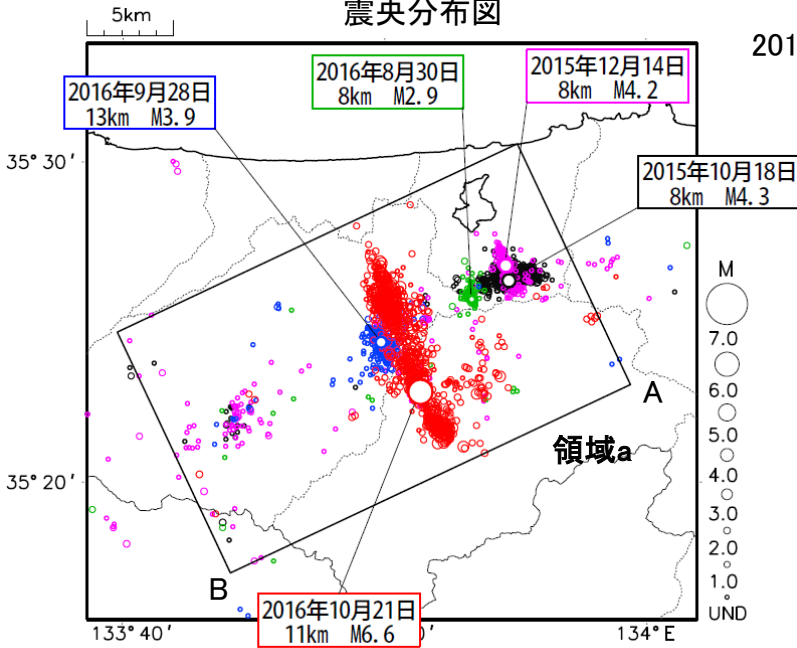 震央分布図
5km
201
2016年9月28日
13km M3.9
2016年8月30日
8km M2.9
2015年12月14日
8km M4.2
2015年10月18日
8km M4.3
35° 30′
35° 20′
A
領域a
B
2016年10月21日
11km M6.6
133°40′
0′
134°E
M
7.0
6.0
5.0
4.0
3.0
2.0
1.0
UND